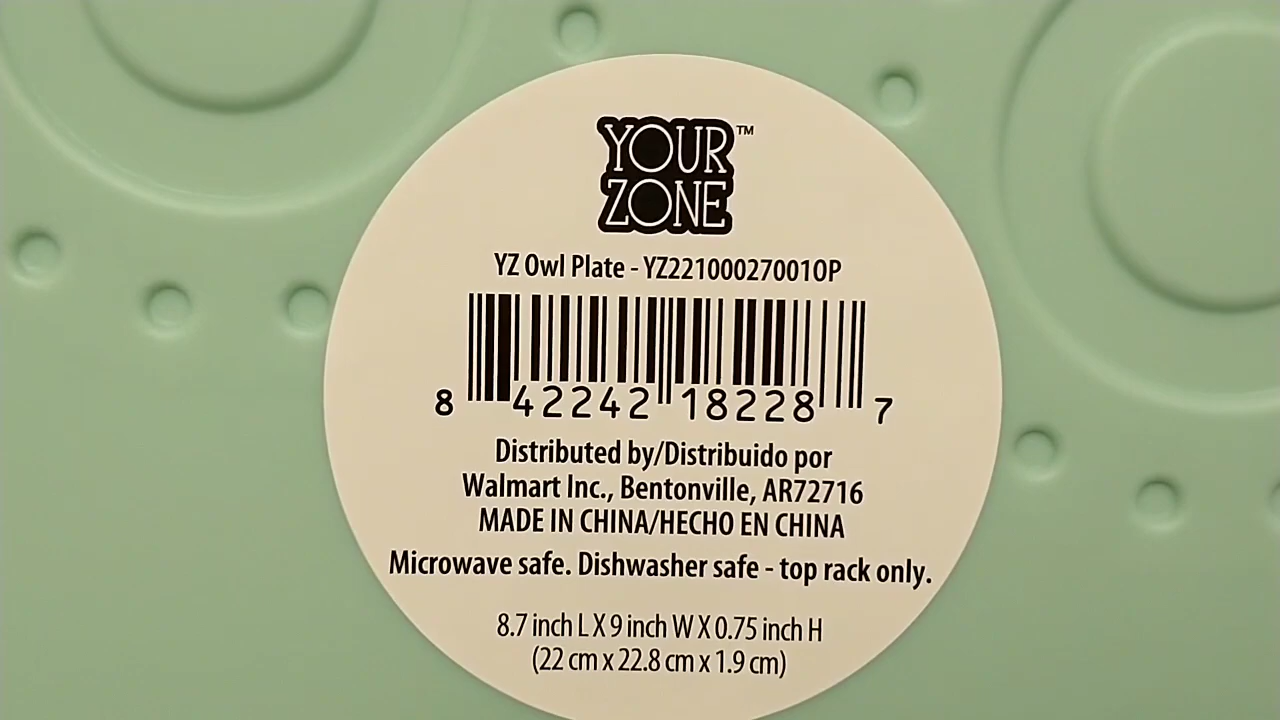 YOUR ™
ZONE
YZ Owl Plate - YZ221000270010P
8 42242 18228 7
Distributed by/Distribuido por
Walmart Inc., Bentonville, AR72716
MADE IN CHINA/HECHO EN CHINA
Microwave safe. Dishwasher safe - top rack only.
8.7 inch L X 9 inch W X 0.75 inch H
(22 cm x 22.8 cm x 1.9 cm)